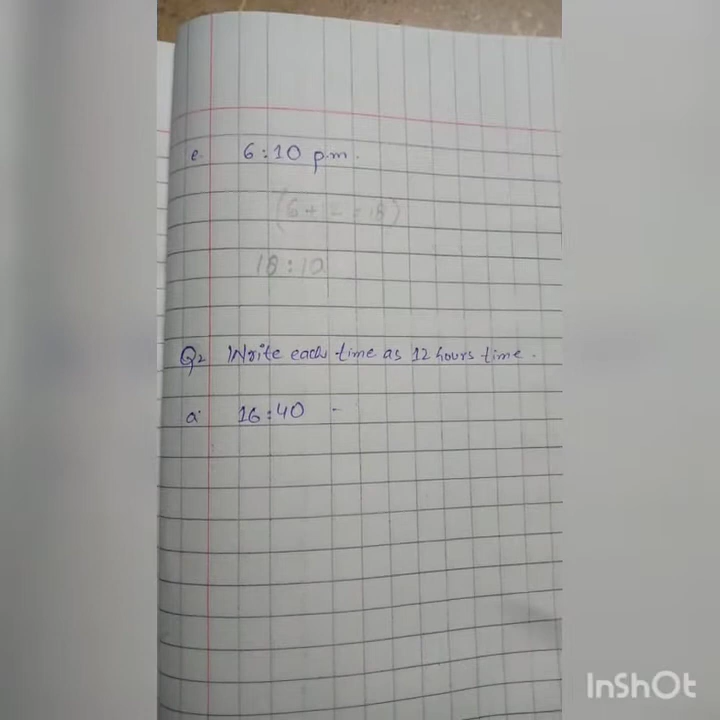 e. 6:10 p.m.
(6+ = 18)
18:10
Q2 Write each time as 12 hours time.
a. 16:40 -
InShOt